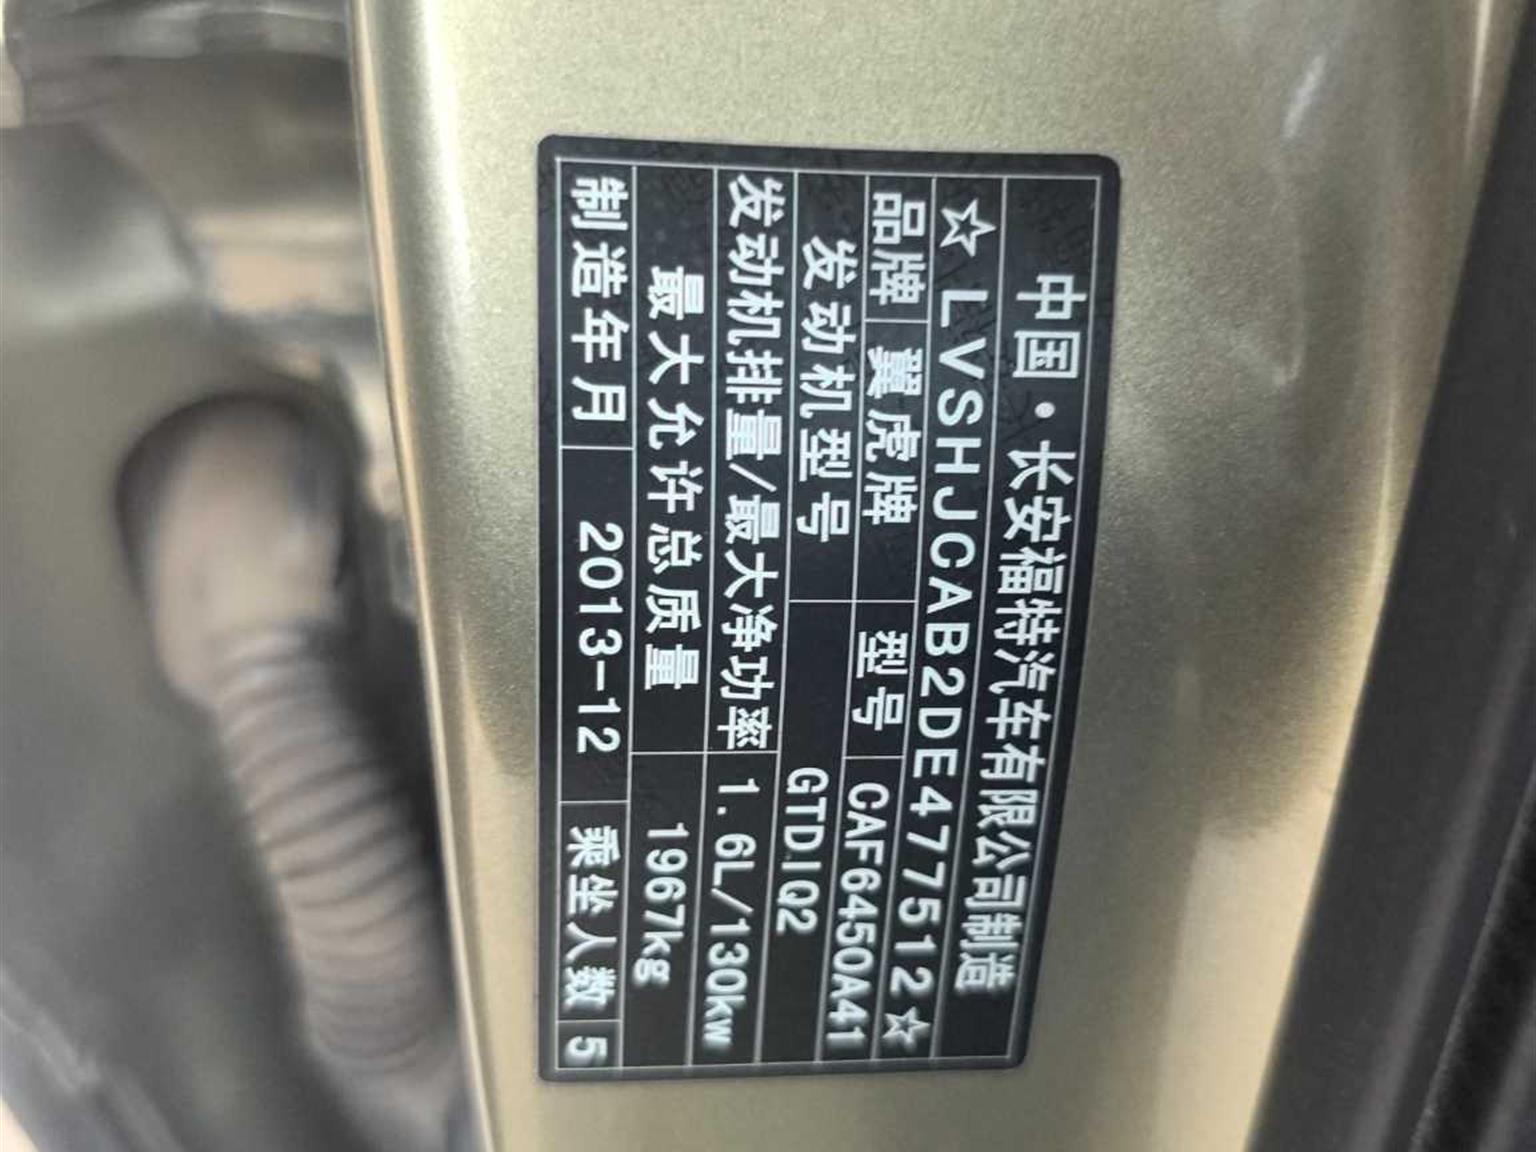 中国·长安福特汽车有限公司制造
☆LVSHJCAB2DE477512☆
品牌 翼虎牌 型号 CAF6450A41
发动机型号 GTDIQ2
发动机排量/最大净功率 1.6L/130kw
最大允许总质量 1967kg
制造年月 2013-12 乘坐人数 5